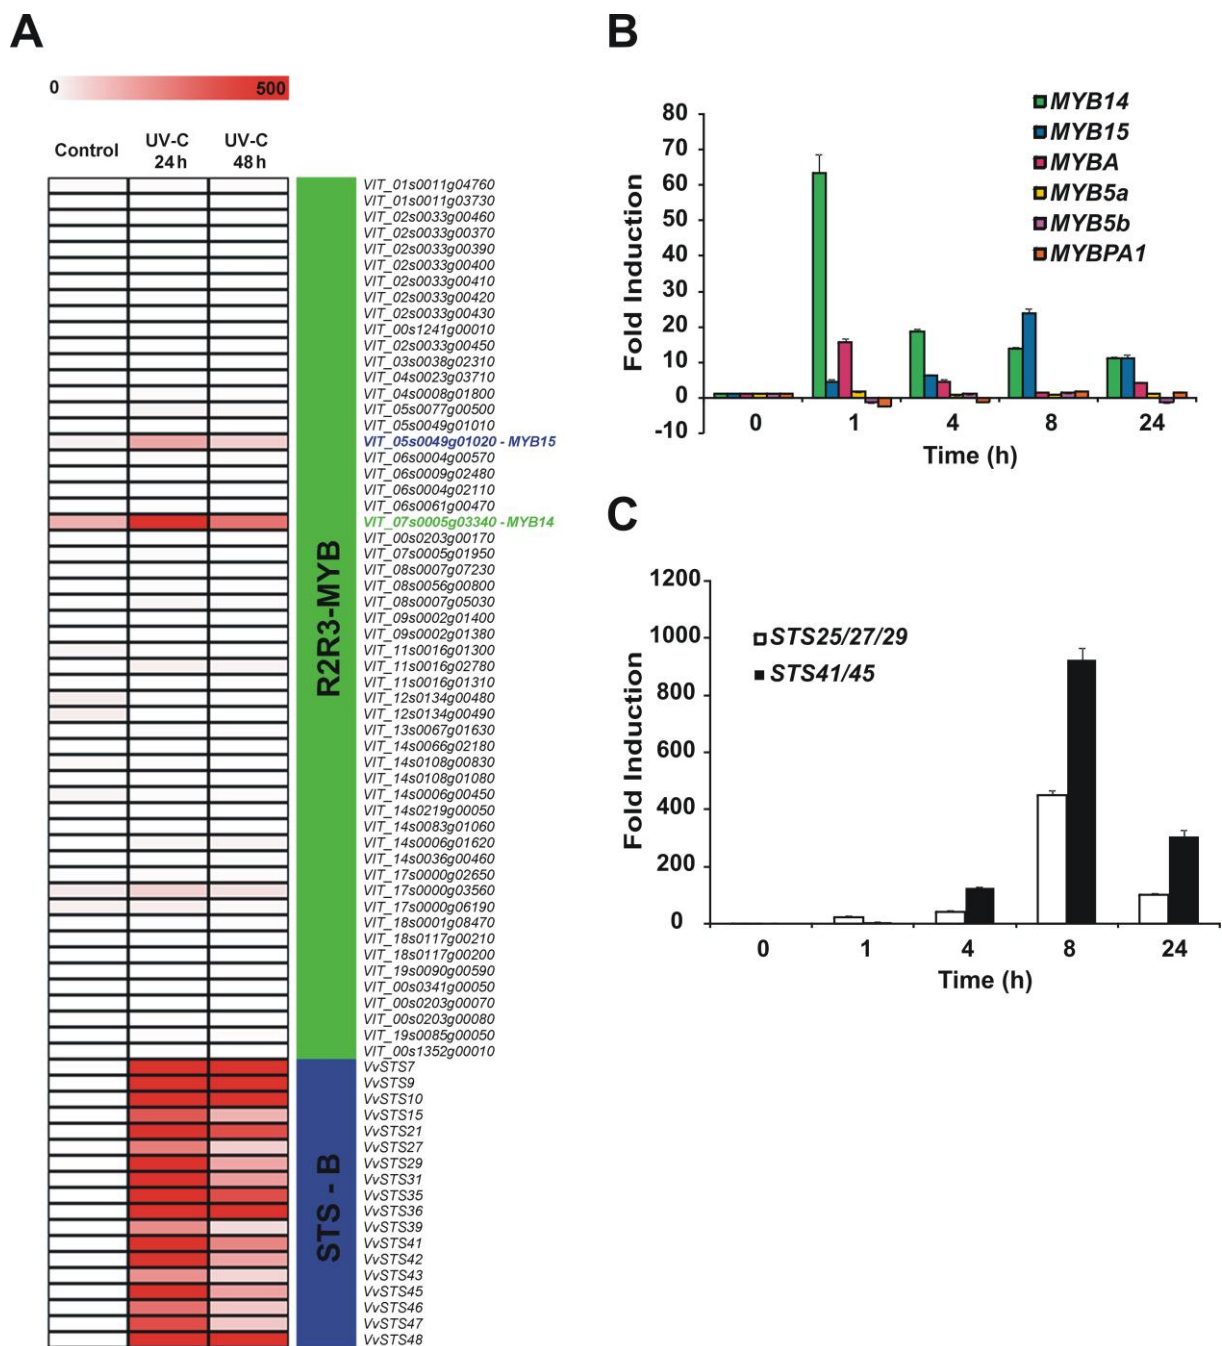 A
0 500
Control
UV-C
24h
UV-C
48h
R2R3-MYB
VIT_01s0011g04760
VIT_01s0011g03730
VIT_02s0033g00460
VIT_02s0033g00370
VIT_02s0033g00390
VIT_02s0033g00400
VIT_02s0033g00410
VIT_02s0033g00420
VIT_02s0033g00430
VIT_00s1241g00010
VIT_02s0033g00450
VIT_03s0038g02310
VIT_04s0023g03710
VIT_04s0008g01800
VIT_05s0077g00500
VIT_05s0049g01010
VIT_05s0049g01020 - MYB15
VIT_06s0004g00570
VIT_06s0009g02480
VIT_06s0004g02110
VIT_06s0061g00470
VIT_07s0005g03340 - MYB14
VIT_00s0203g00170
VIT_07s0005g01950
VIT_08s0007g07230
VIT_08s0056g00800
VIT_08s0007g05030
VIT_09s0002g01400
VIT_09s0002g01380
VIT_11s0016g01300
VIT_11s0016g02780
VIT_11s0016g01310
VIT_12s0134g00480
VIT_12s0134g00490
VIT_13s0067g01630
VIT_14s0066g02180
VIT_14s0108g00830
VIT_14s0108g01080
VIT_14s0006g00450
VIT_14s0219g00050
VIT_14s0083g01060
VIT_14s0006g01620
VIT_14s0036g00460
VIT_17s0000g02650
VIT_17s0000g03560
VIT_17s0000g06190
VIT_18s0001g08470
VIT_18s0117g00210
VIT_18s0117g00200
VIT_19s0090g00590
VIT_00s0341g00050
VIT_00s0203g00070
VIT_00s0203g00080
VIT_19s0085g00050
VIT_00s1352g00010
STS - B
VvSTS7
VvSTS9
VvSTS10
VvSTS15
VvSTS21
VvSTS27
VvSTS29
VvSTS31
VvSTS35
VvSTS36
VvSTS39
VvSTS41
VvSTS42
VvSTS43
VvSTS45
VvSTS46
VvSTS47
VvSTS48
B
MYB14
MYB15
MYBA
MYB5a
MYB5b
MYBPA1
Fold Induction
80
70
60
50
40
30
20
10
0
-10
0 1 4 8 24
Time (h)
C
STS25/27/29
STS41/45
Fold Induction
1200
1000
800
600
400
200
0
0 1 4 8 24
Time (h)